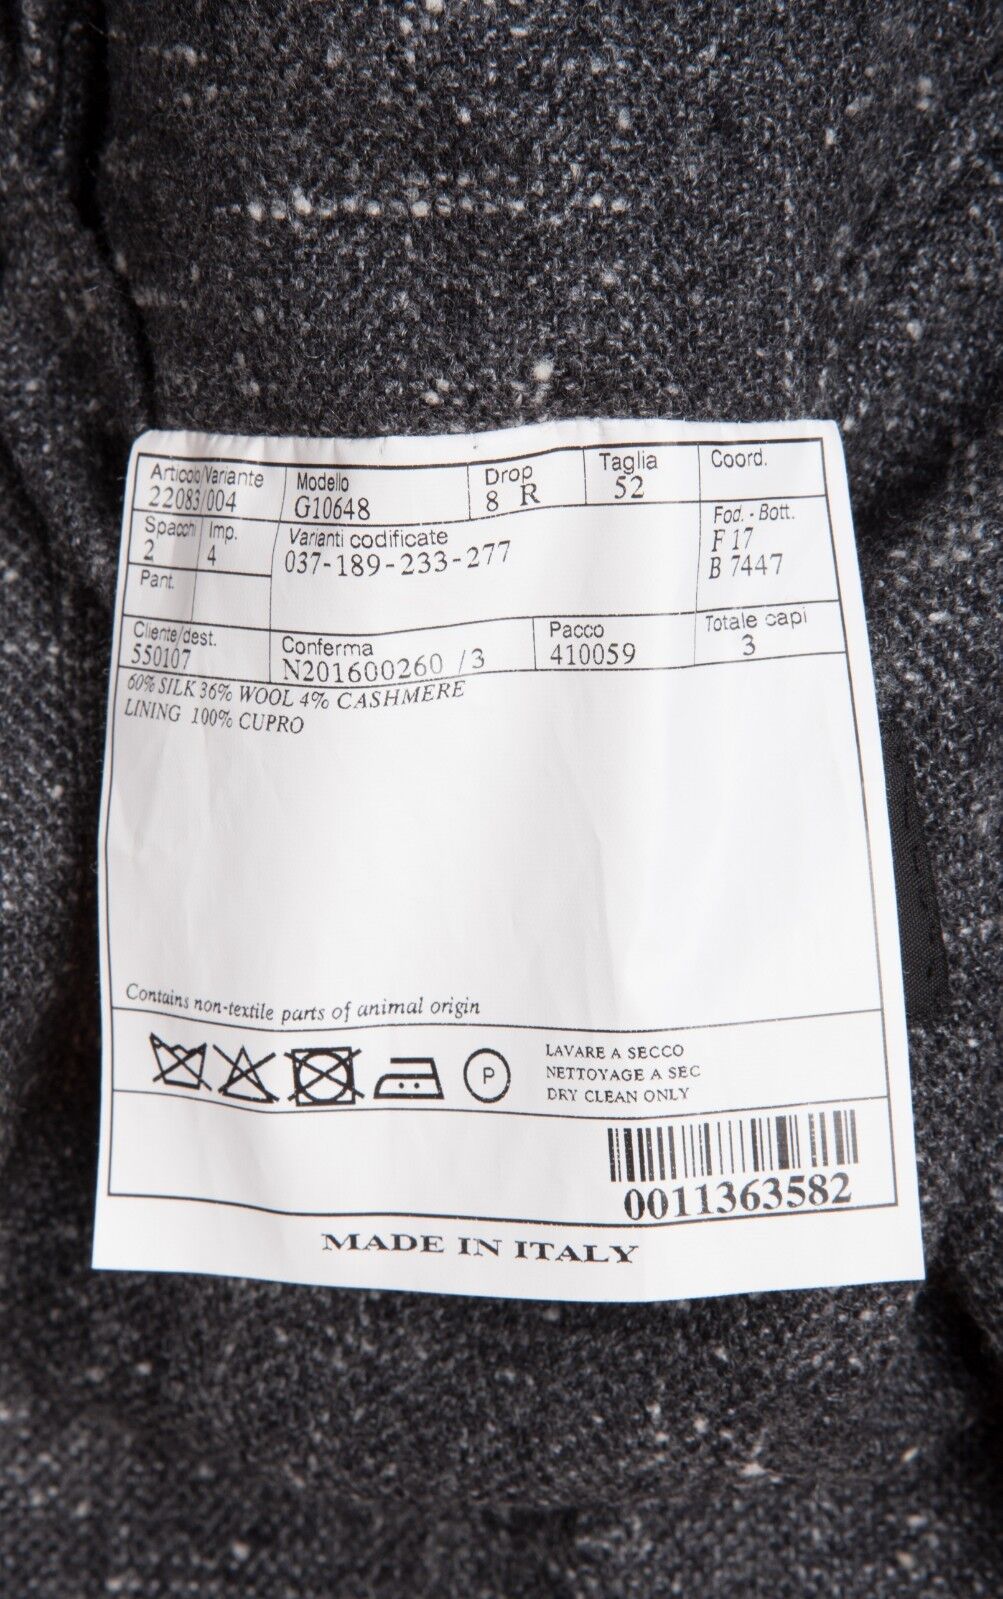 Articolo/Variante Modello Drop Taglia Coord.
22083/004 G10648 8 R 52
Spacchi Imp. Varianti codificate Fod. - Bott.
2 4 037-189-233-277 F 17
Pant. B 7447
Cliente/dest. Conferma Pacco Totale capi
550107 N201600260 /3 410059 3
60% SILK 36% WOOL 4% CASHMERE
LINING 100% CUPRO
Contains non-textile parts of animal origin
P
LAVARE A SECCO
NETTOYAGE A SEC
DRY CLEAN ONLY
0011363582
MADE IN ITALY